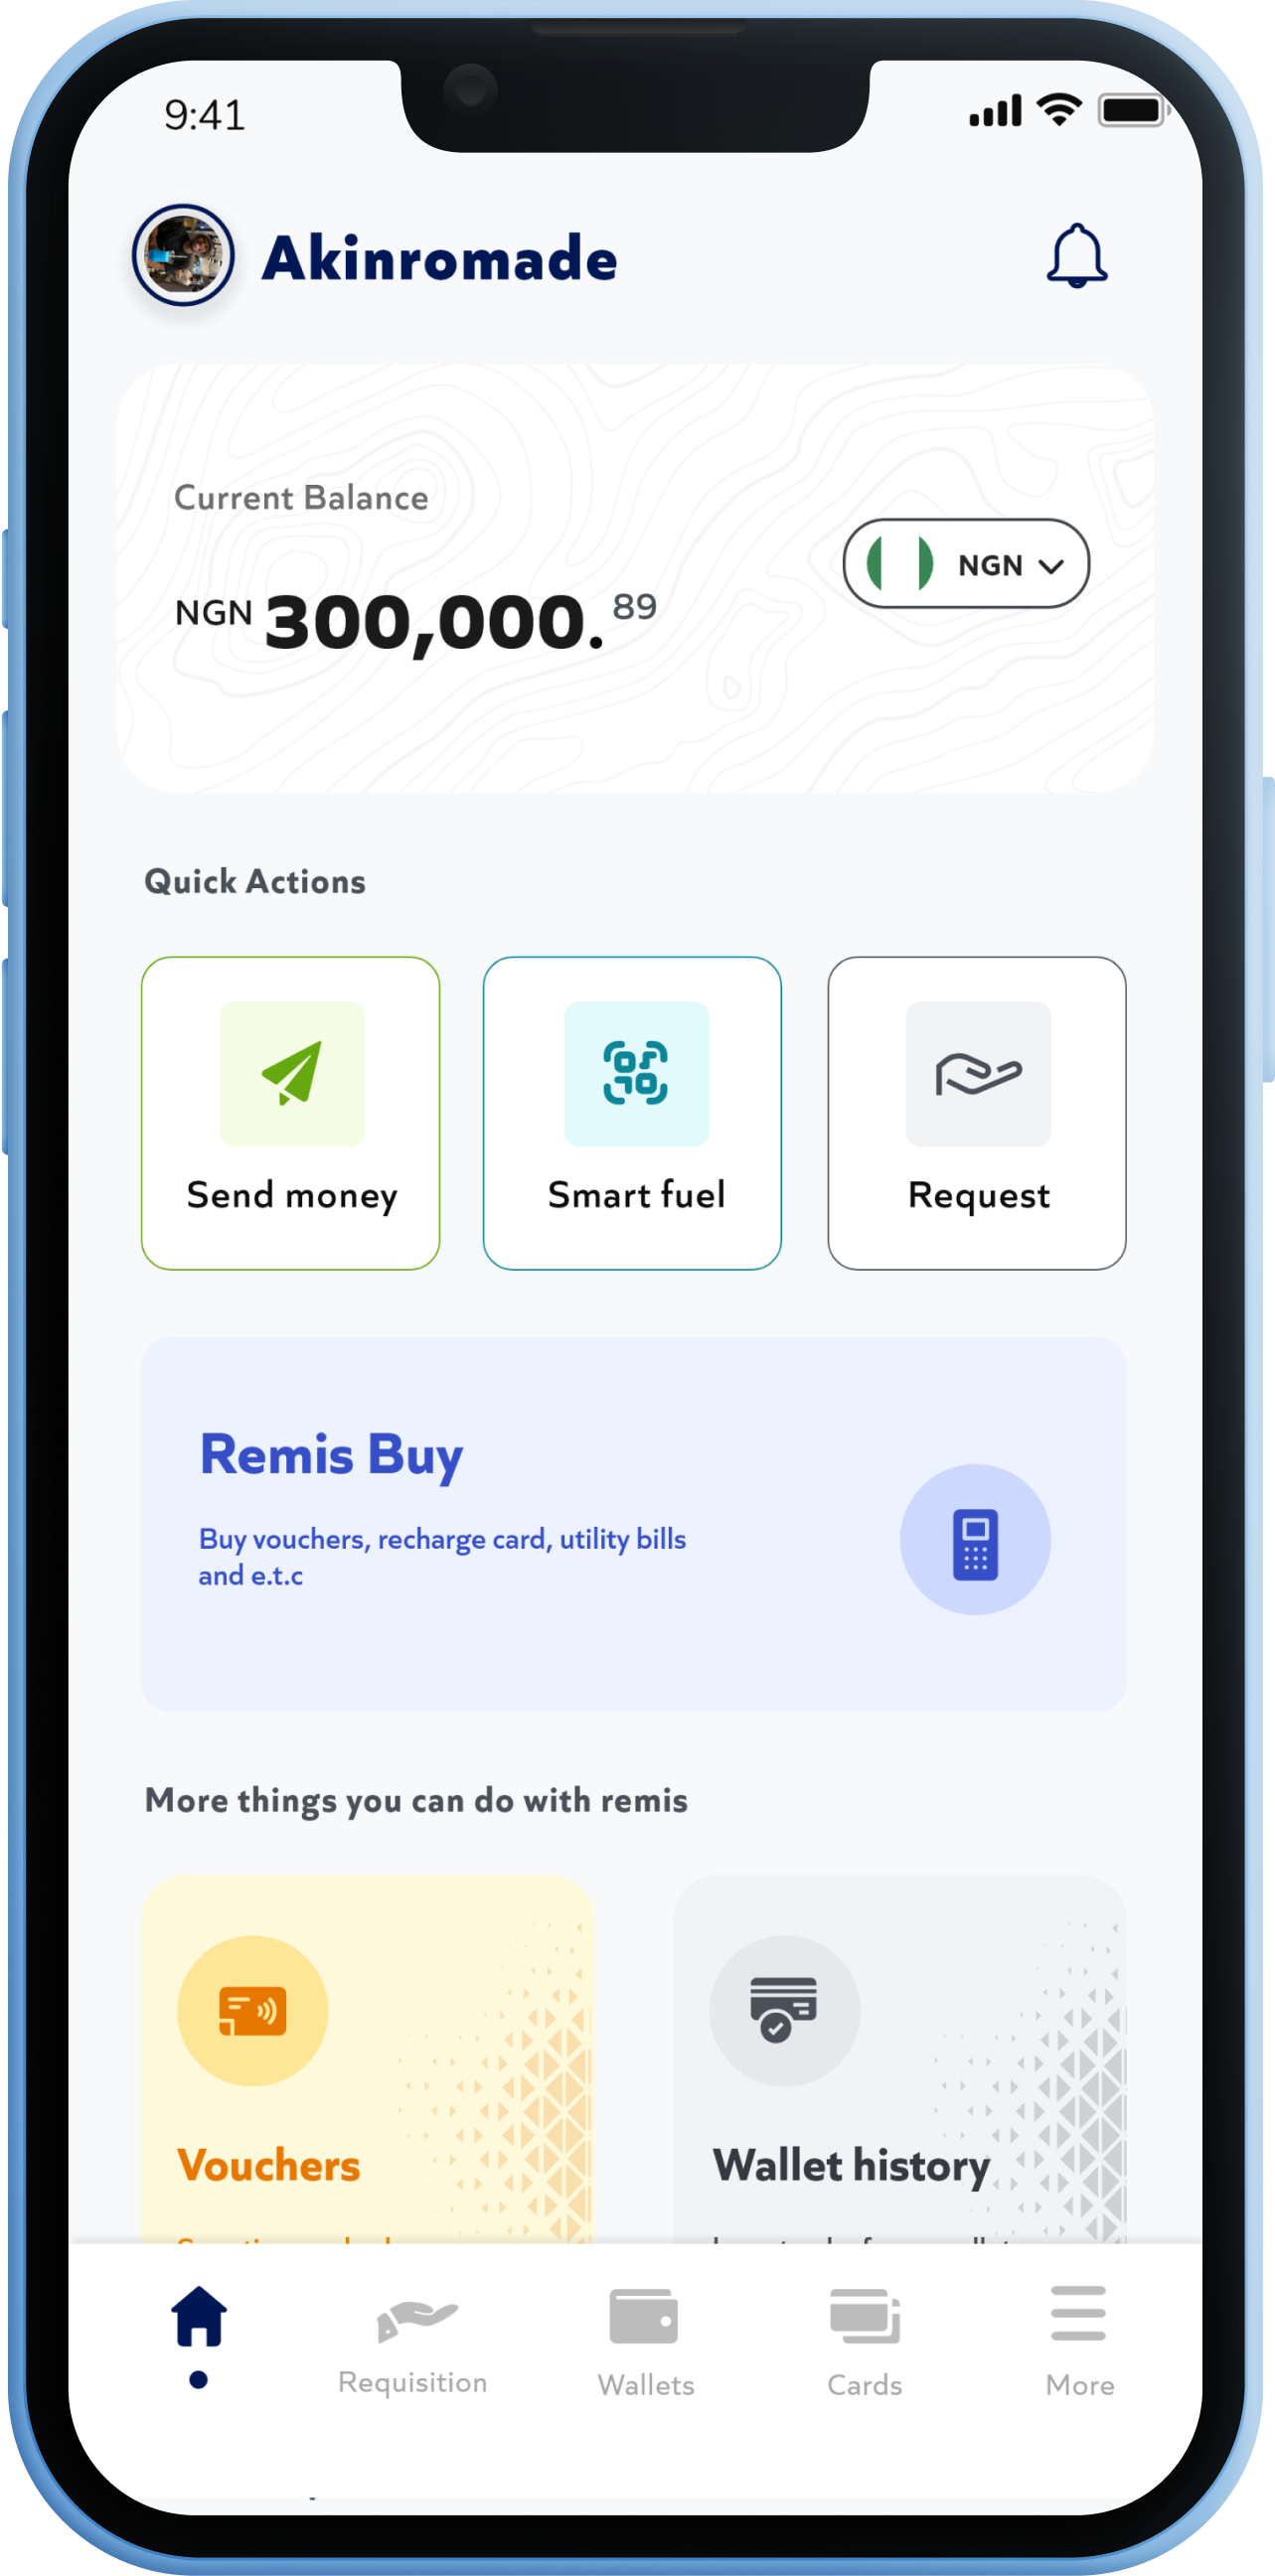 9:41
Akinromade
Current Balance
NGN 300,000.89
NGN
Quick Actions
Send money
Smart fuel
Request
Remis Buy
Buy vouchers, recharge card, utility bills
and e.t.c
More things you can do with remis
Vouchers
Wallet history
Requisition
Wallets
Cards
More